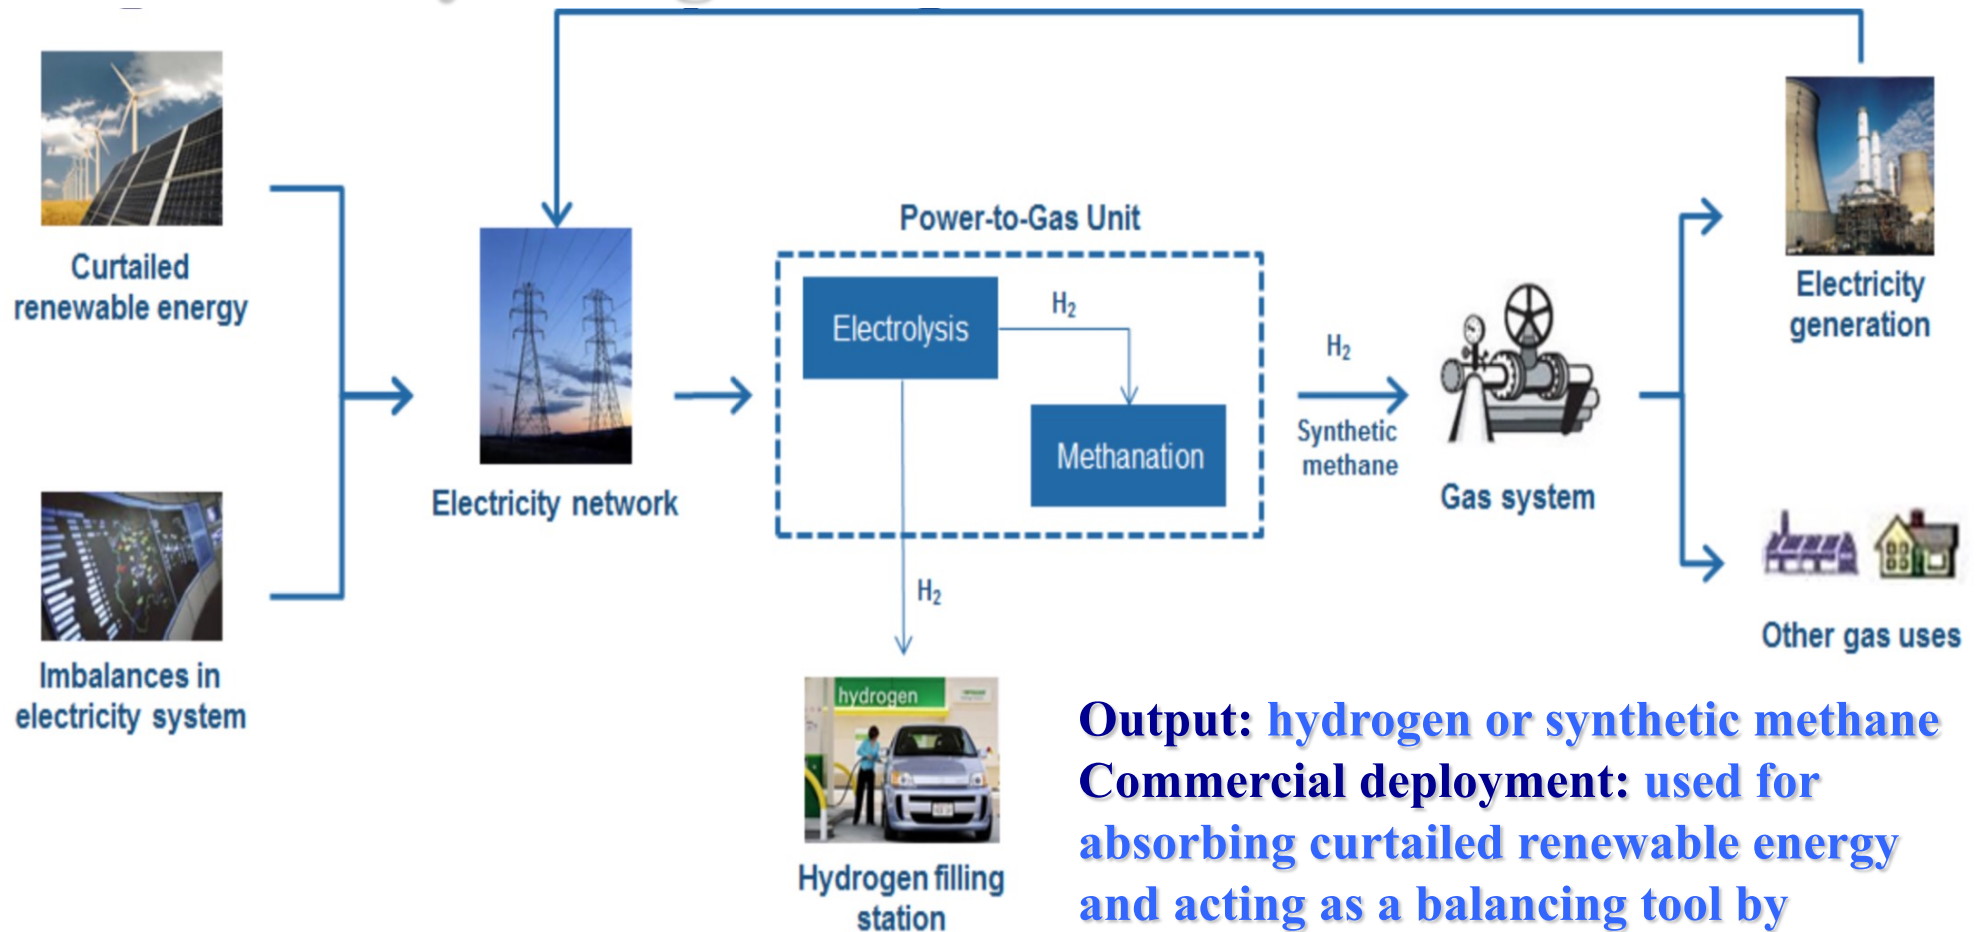 Curtailed
renewable energy
Imbalances in
electricity system
Electricity network
Power-to-Gas Unit
Electrolysis
H₂
Methanation
H₂
hydrogen
Hydrogen filling
station
H₂
Synthetic
methane
Gas system
Electricity
generation
Other gas uses
Output: hydrogen or synthetic methane
Commercial deployment: used for
absorbing curtailed renewable energy
and acting as a balancing tool by